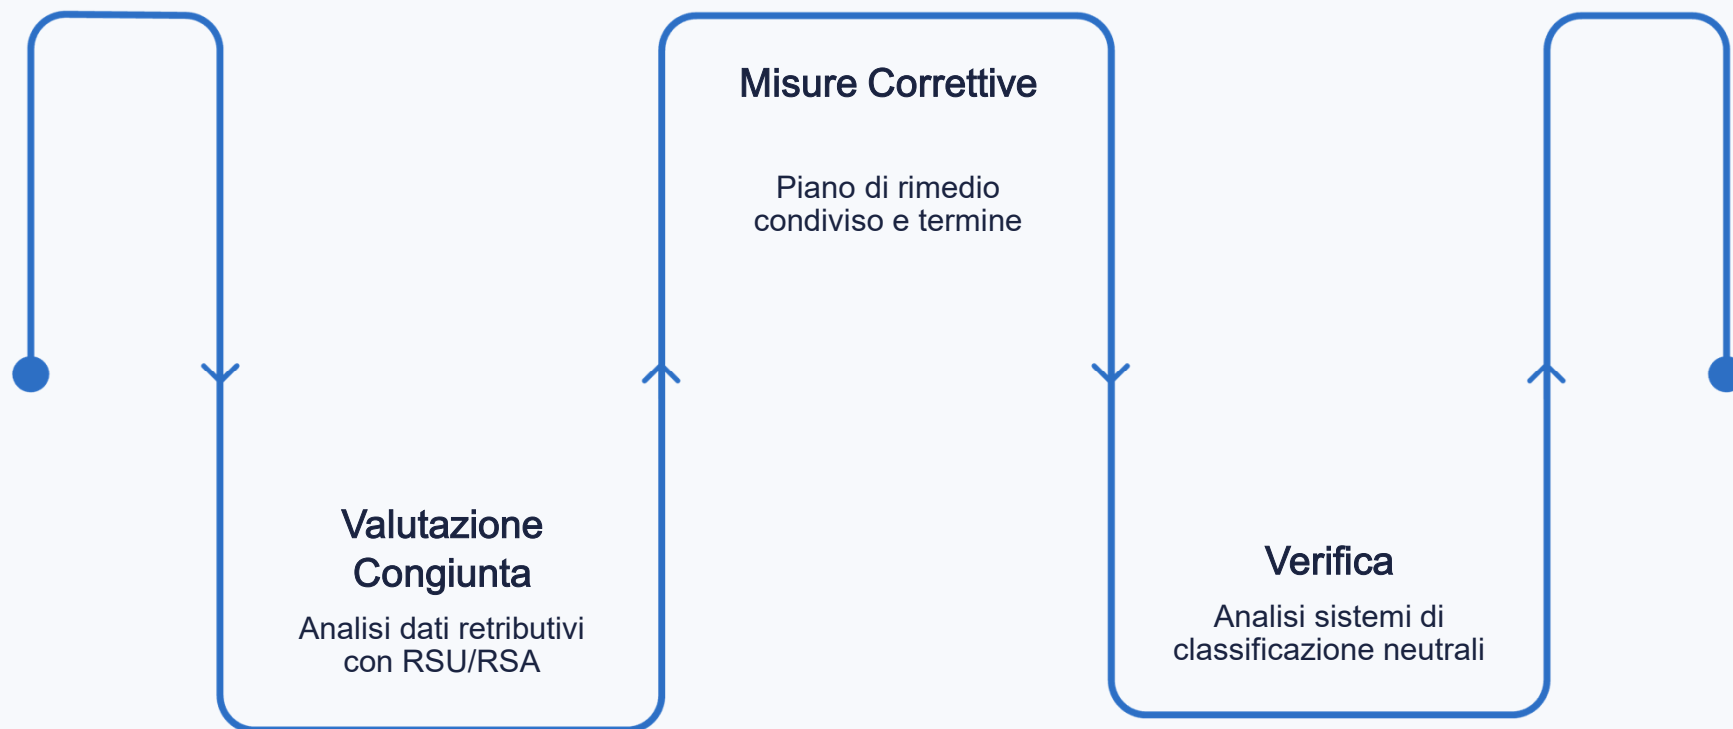 Valutazione
Congiunta
Analisi dati retributivi
con RSU/RSA
Misure Correttive
Piano di rimedio
condiviso e termine
Verifica
Analisi sistemi di
classificazione neutrali